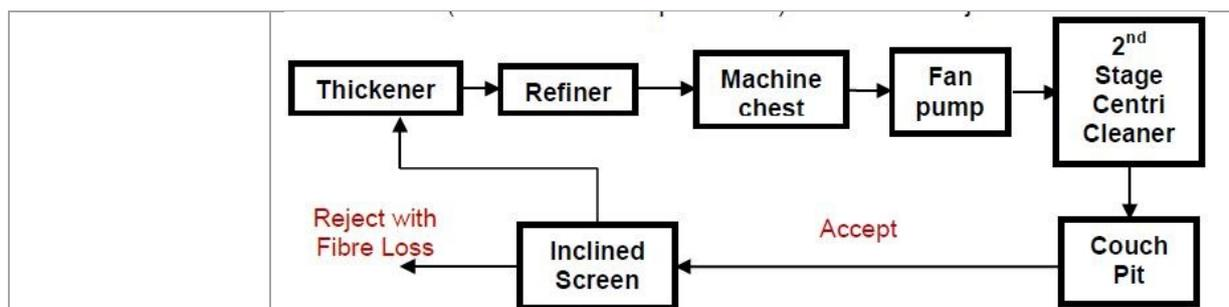 Thickener
Refiner
Machine
chest
Fan
pump
2nd
Stage
Centri
Cleaner
Reject with
Fibre Loss
Inclined
Screen
Accept
Couch
Pit